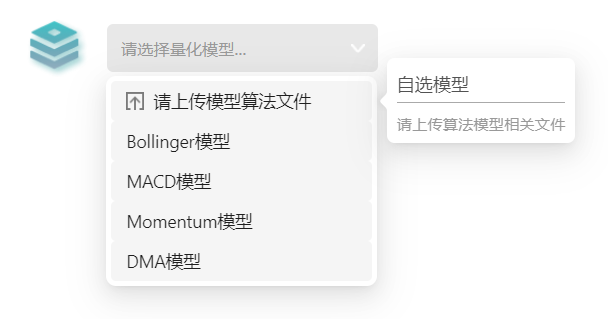 请选择量化模型...
请上传模型算法文件
Bollinger模型
MACD模型
Momentum模型
DMA模型
自选模型
请上传算法模型相关文件